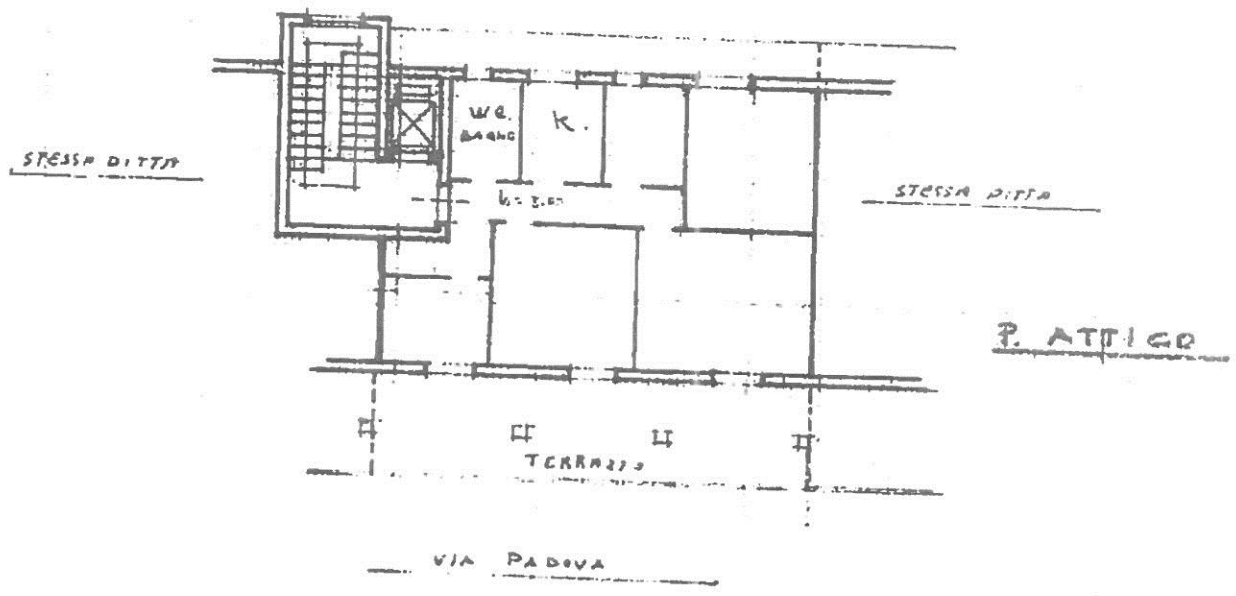 WC.
BAGNO
K.
STESSA DITTA
STESSA DITTA
P. ATTICO
TERRAZZO
VIA PADOVA